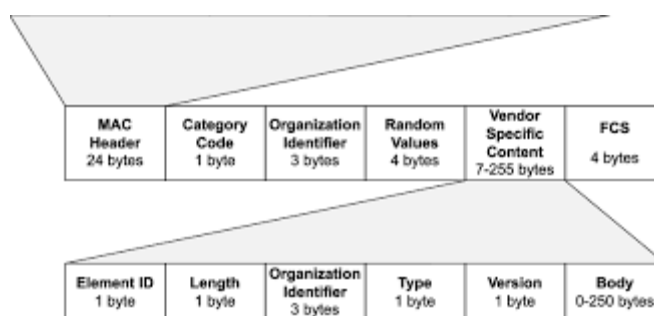 MAC
Header
24 bytes
Category
Code
1 byte
Organization
Identifier
3 bytes
Random
Values
4 bytes
Vendor
Specific
Content
7-255 bytes
FCS
4 bytes
Element ID
1 byte
Length
1 byte
Organization
Identifier
3 bytes
Type
1 byte
Version
1 byte
Body
0-250 bytes